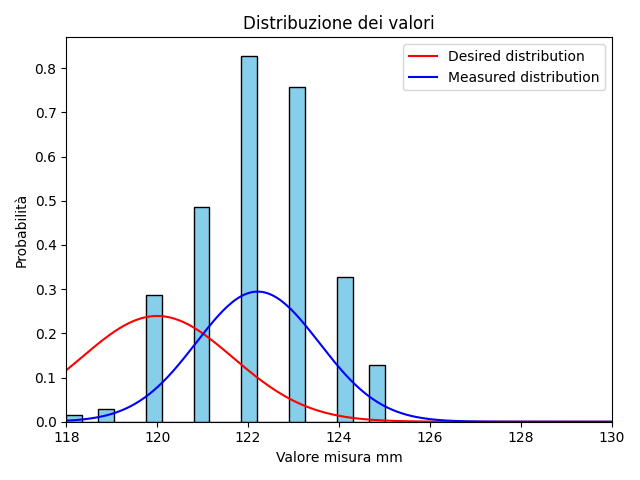 Distribuzione dei valori
Desired distribution
Measured distribution
Probabilità
0.8
0.7
0.6
0.5
0.4
0.3
0.2
0.1
0.0
118 120 122 124 126 128 130
Valore misura mm